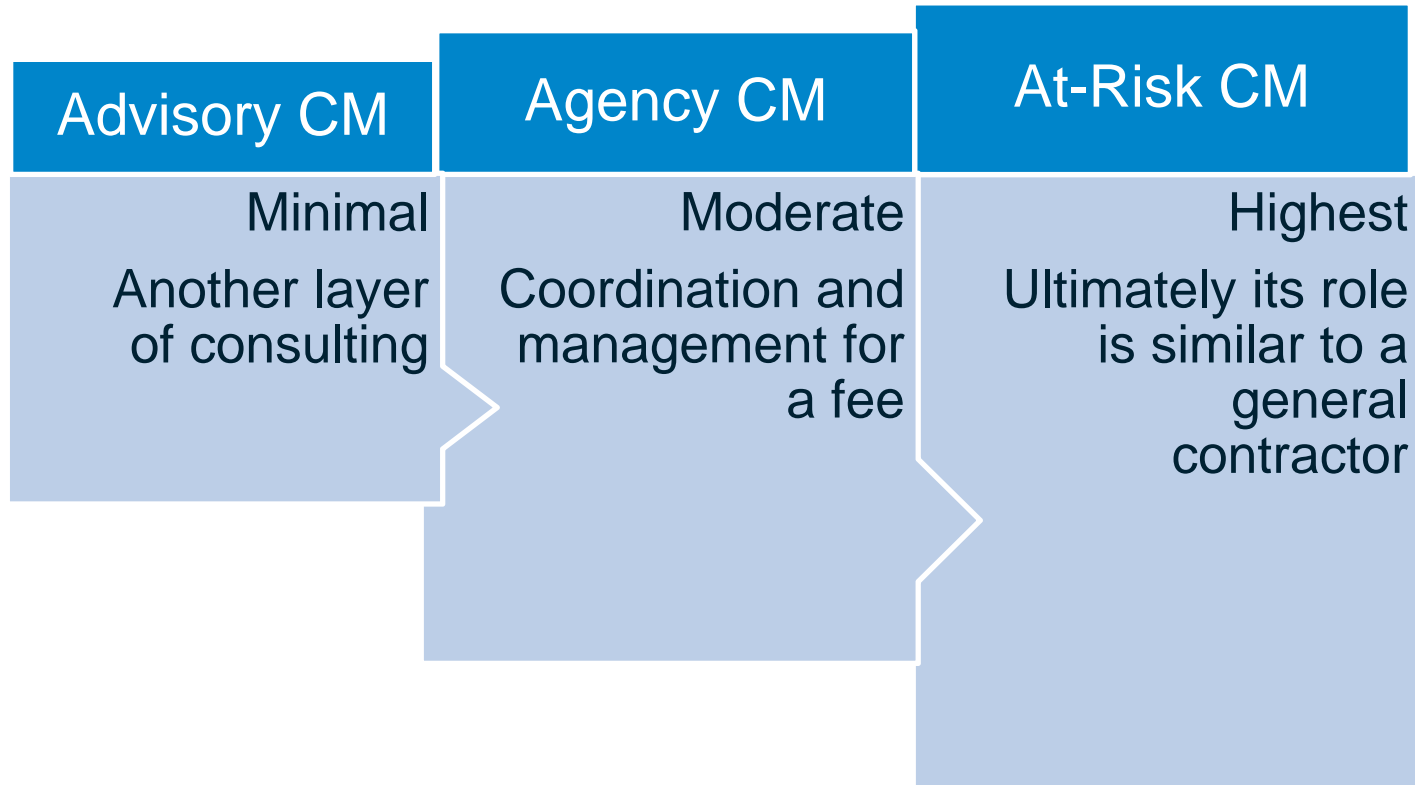 Advisory CM
Minimal
Another layer
of consulting
Agency CM
Moderate
Coordination and
management for
a fee
At-Risk CM
Highest
Ultimately its role
is similar to a
general
contractor